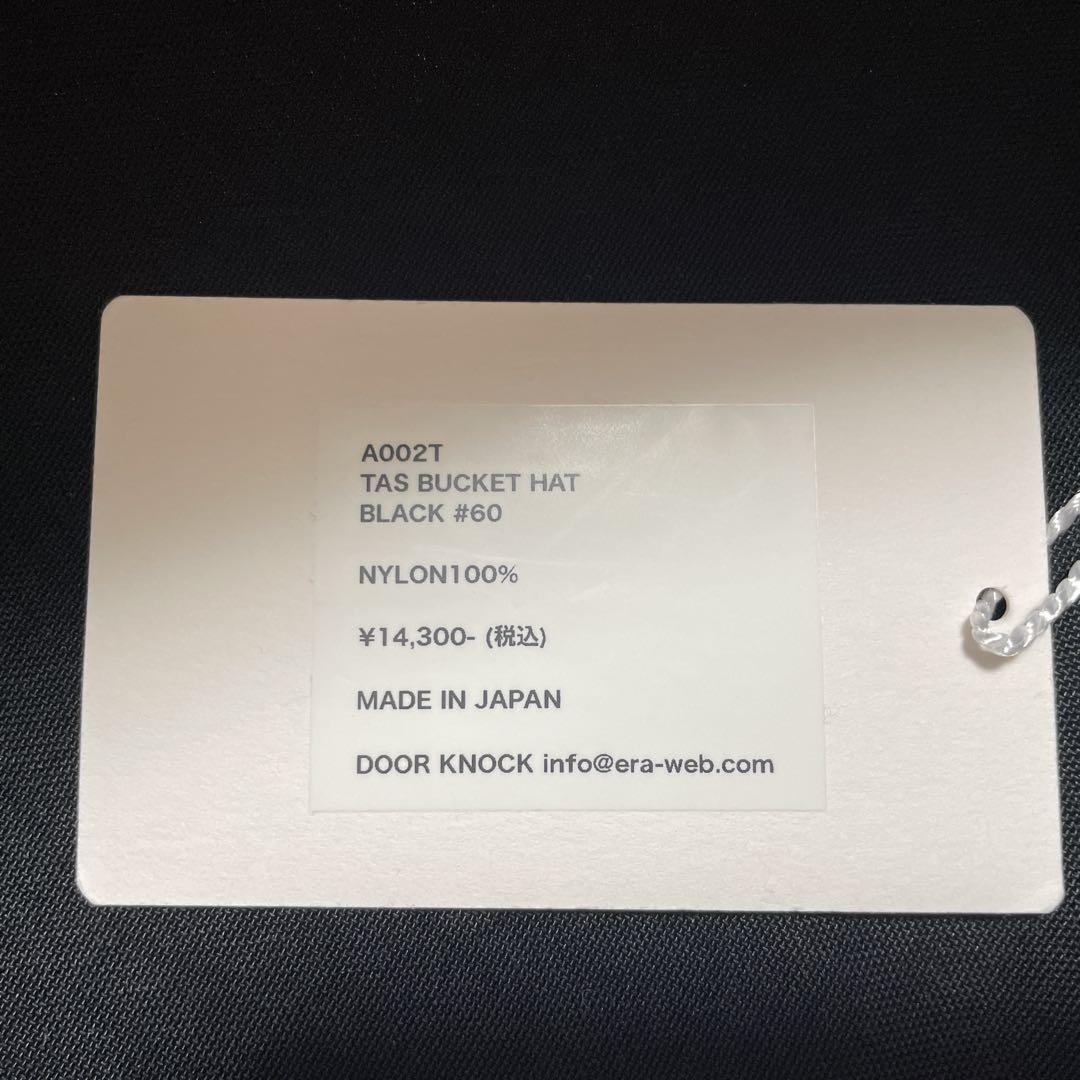 A002T
TAS BUCKET HAT
BLACK #60
NYLON100%
¥14,300- (税込)
MADE IN JAPAN
DOOR KNOCK info@era-web.com